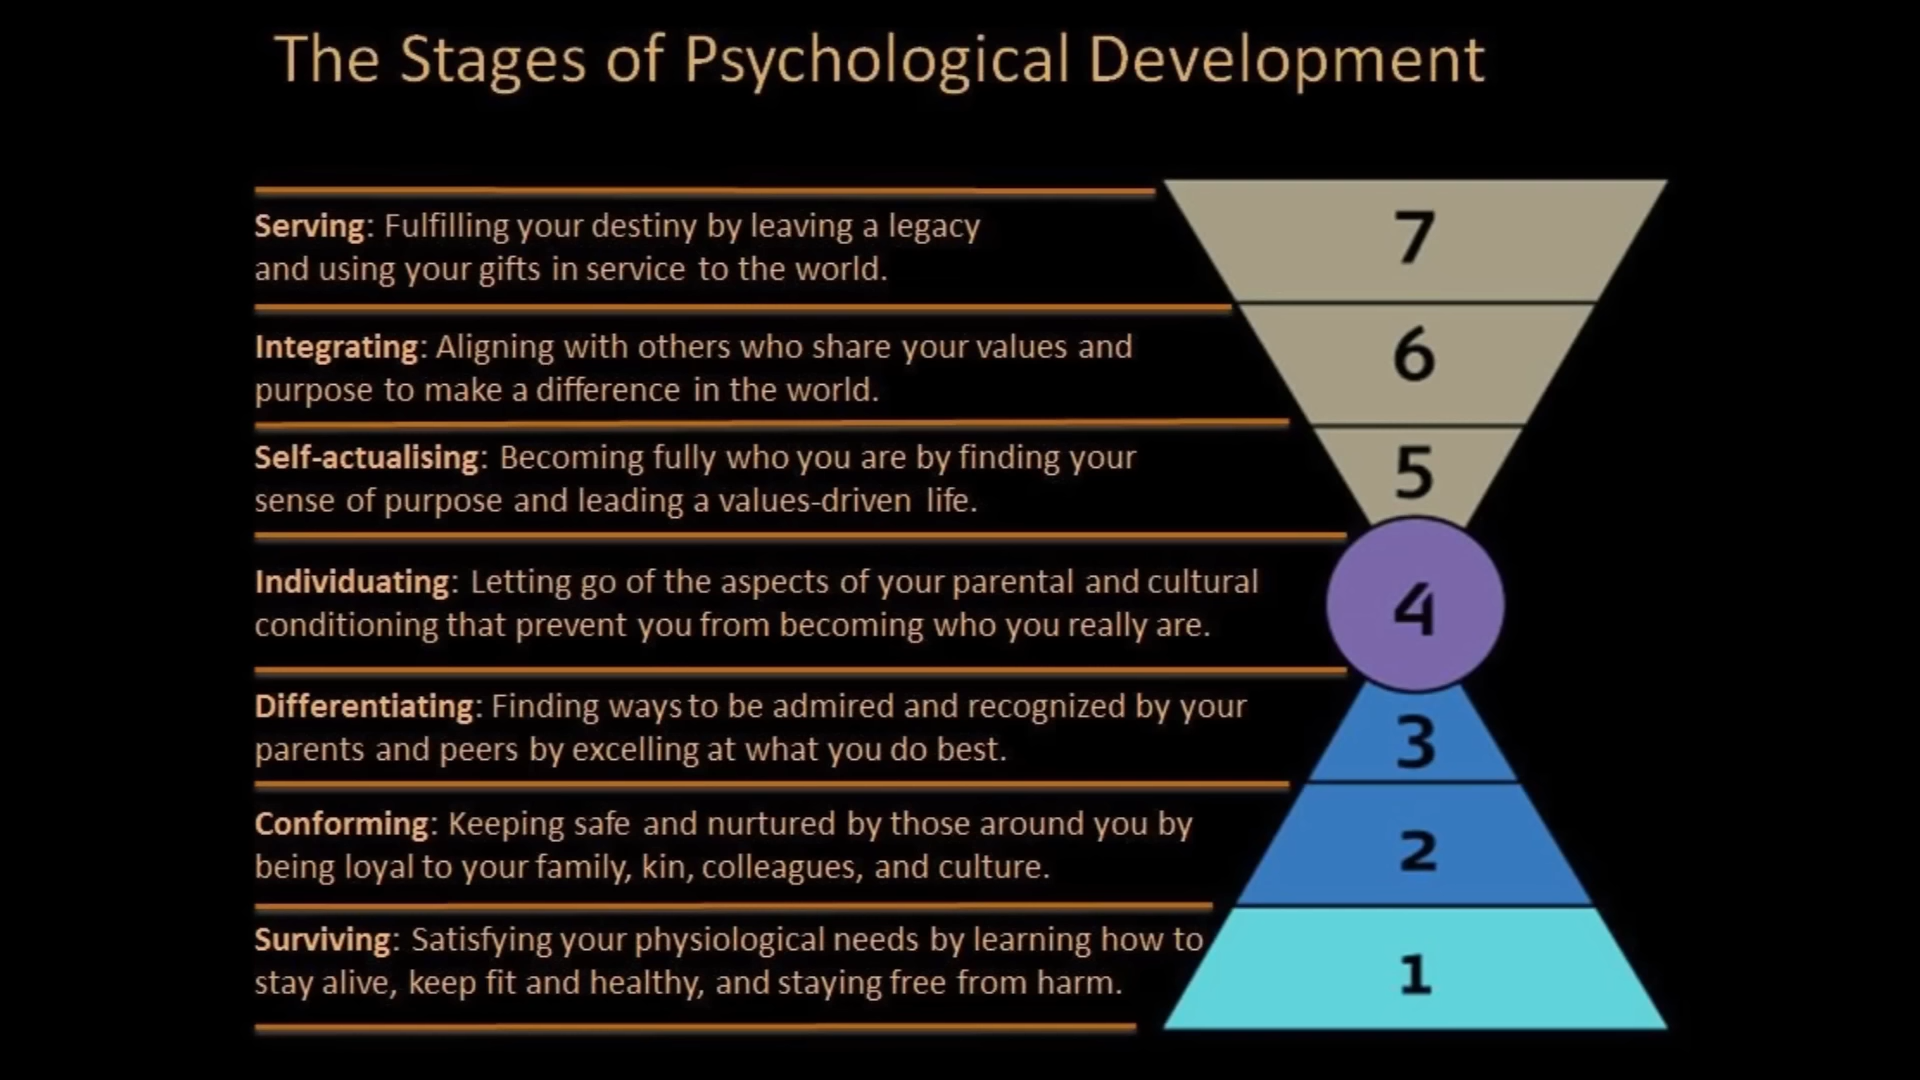 The Stages of Psychological Development
Serving: Fulfilling your destiny by leaving a legacy
and using your gifts in service to the world.
7
Integrating: Aligning with others who share your values and
purpose to make a difference in the world.
6
Self-actualising: Becoming fully who you are by finding your
sense of purpose and leading a values-driven life.
5
Individuating: Letting go of the aspects of your parental and cultural
conditioning that prevent you from becoming who you really are.
4
Differentiating: Finding ways to be admired and recognized by your
parents and peers by excelling at what you do best.
3
Conforming: Keeping safe and nurtured by those around you by
being loyal to your family, kin, colleagues, and culture.
2
Surviving: Satisfying your physiological needs by learning how to
stay alive, keep fit and healthy, and staying free from harm.
1